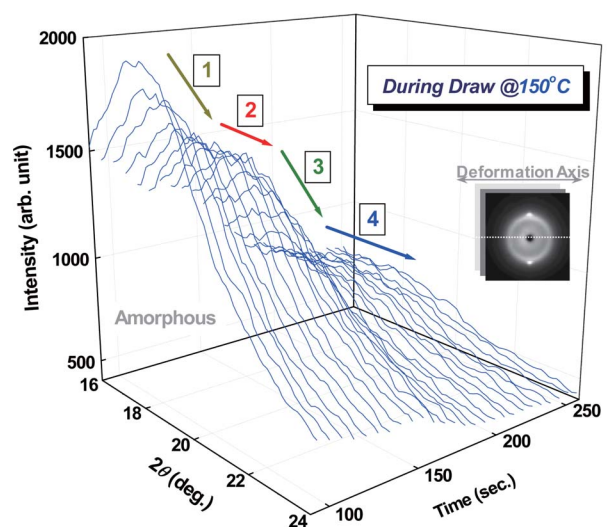 2000
1500
1000
500
Intensity (arb. unit)
1
2
3
4
During Draw @150°C
Deformation Axis
Amorphous
16
18
20
22
24
2θ (deg.)
100
150
200
250
Time (sec.)